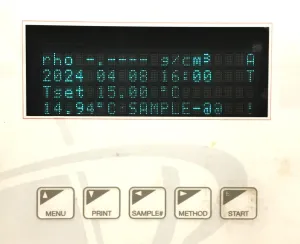 rho -.---- g/cm³ A
2024 04 08 16:00 T
Tset 15.00 °C
14.94°C SAMPLE-@@ !
MENU PRINT SAMPLE# METHOD START